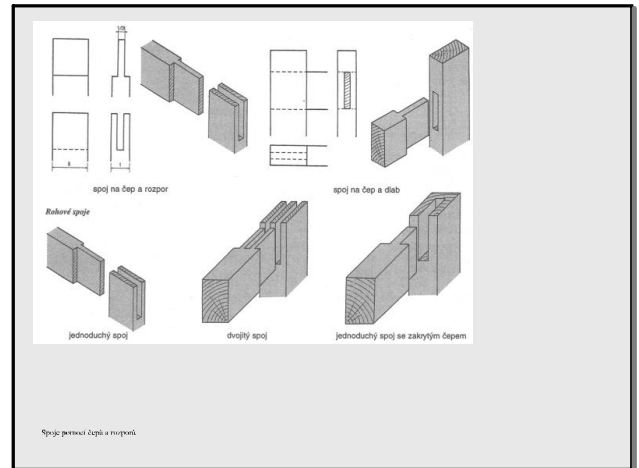 1/3t
š
t
spoj na čep a rozpor
spoj na čep a dlab
Rohové spoje
jednoduchý spoj
dvojitý spoj
jednoduchý spoj se zakrytým čepem
Spoje pomocí čepů a rozporů